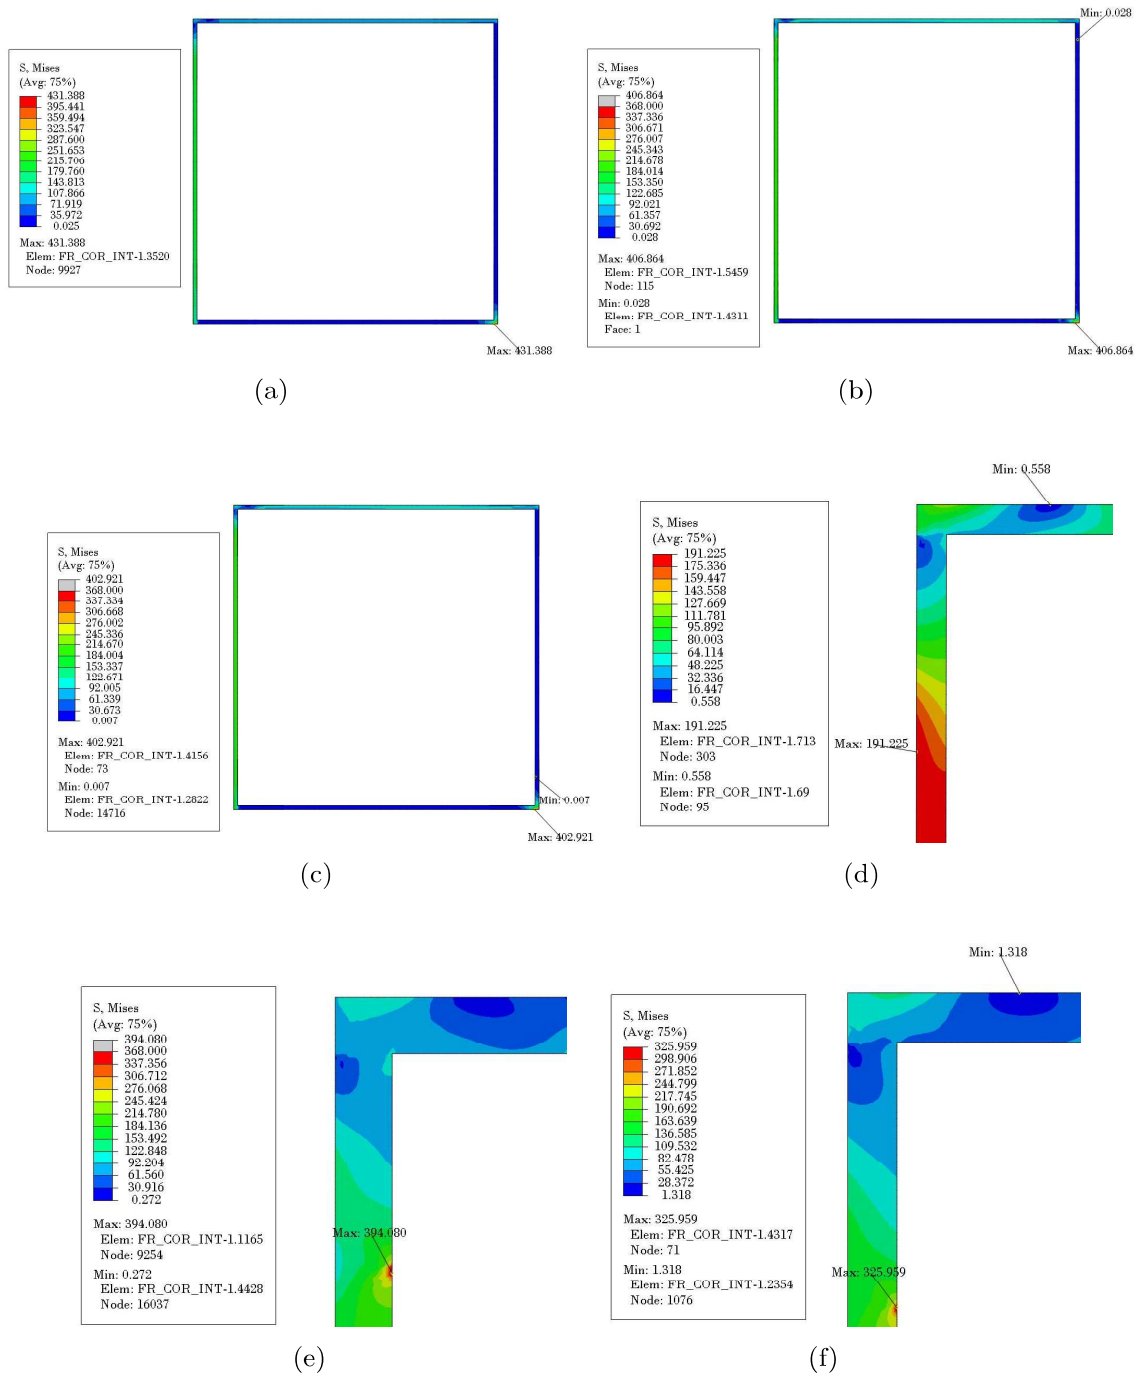 S, Mises
(Avg: 75%)
431.388
395.441
359.494
323.547
287.600
251.653
215.706
179.760
143.813
107.866
71.919
35.972
0.025
Max: 431.388
Elem: FR_COR_INT-1.3520
Node: 9927
Max: 431.388
(a)
Min: 0.028
S, Mises
(Avg: 75%)
406.864
368.000
337.336
306.671
276.007
245.343
214.678
184.014
153.350
122.685
92.021
61.357
30.692
0.028
Max: 406.864
Elem: FR_COR_INT-1.5459
Node: 115
Min: 0.028
Elem: FR_COR_INT-1.4311
Face: 1
Max: 406.864
(b)
S, Mises
(Avg: 75%)
402.921
368.000
337.334
306.668
276.002
245.336
214.670
184.004
153.337
122.671
92.005
61.339
30.673
0.007
Max: 402.921
Elem: FR_COR_INT-1.4156
Node: 73
Min: 0.007
Elem: FR_COR_INT-1.2822
Node: 14716
Min: 0.007
Max: 402.921
(c)
Min: 0.558
S, Mises
(Avg: 75%)
191.225
175.336
159.447
143.558
127.669
111.781
95.892
80.003
64.114
48.225
32.336
16.447
0.558
Max: 191.225
Elem: FR_COR_INT-1.713
Node: 303
Min: 0.558
Elem: FR_COR_INT-1.69
Node: 95
Max: 191.225
(d)
S, Mises
(Avg: 75%)
394.080
368.000
337.356
306.712
276.068
245.424
214.780
184.136
153.492
122.848
92.204
61.560
30.916
0.272
Max: 394.080
Elem: FR_COR_INT-1.1165
Node: 9254
Min: 0.272
Elem: FR_COR_INT-1.4428
Node: 16037
Max: 394.080
(e)
Min: 1.318
S, Mises
(Avg: 75%)
325.959
298.906
271.852
244.799
217.745
190.692
163.639
136.585
109.532
82.478
55.425
28.372
1.318
Max: 325.959
Elem: FR_COR_INT-1.4317
Node: 71
Min: 1.318
Elem: FR_COR_INT-1.2354
Node: 1076
Max: 325.959
(f)